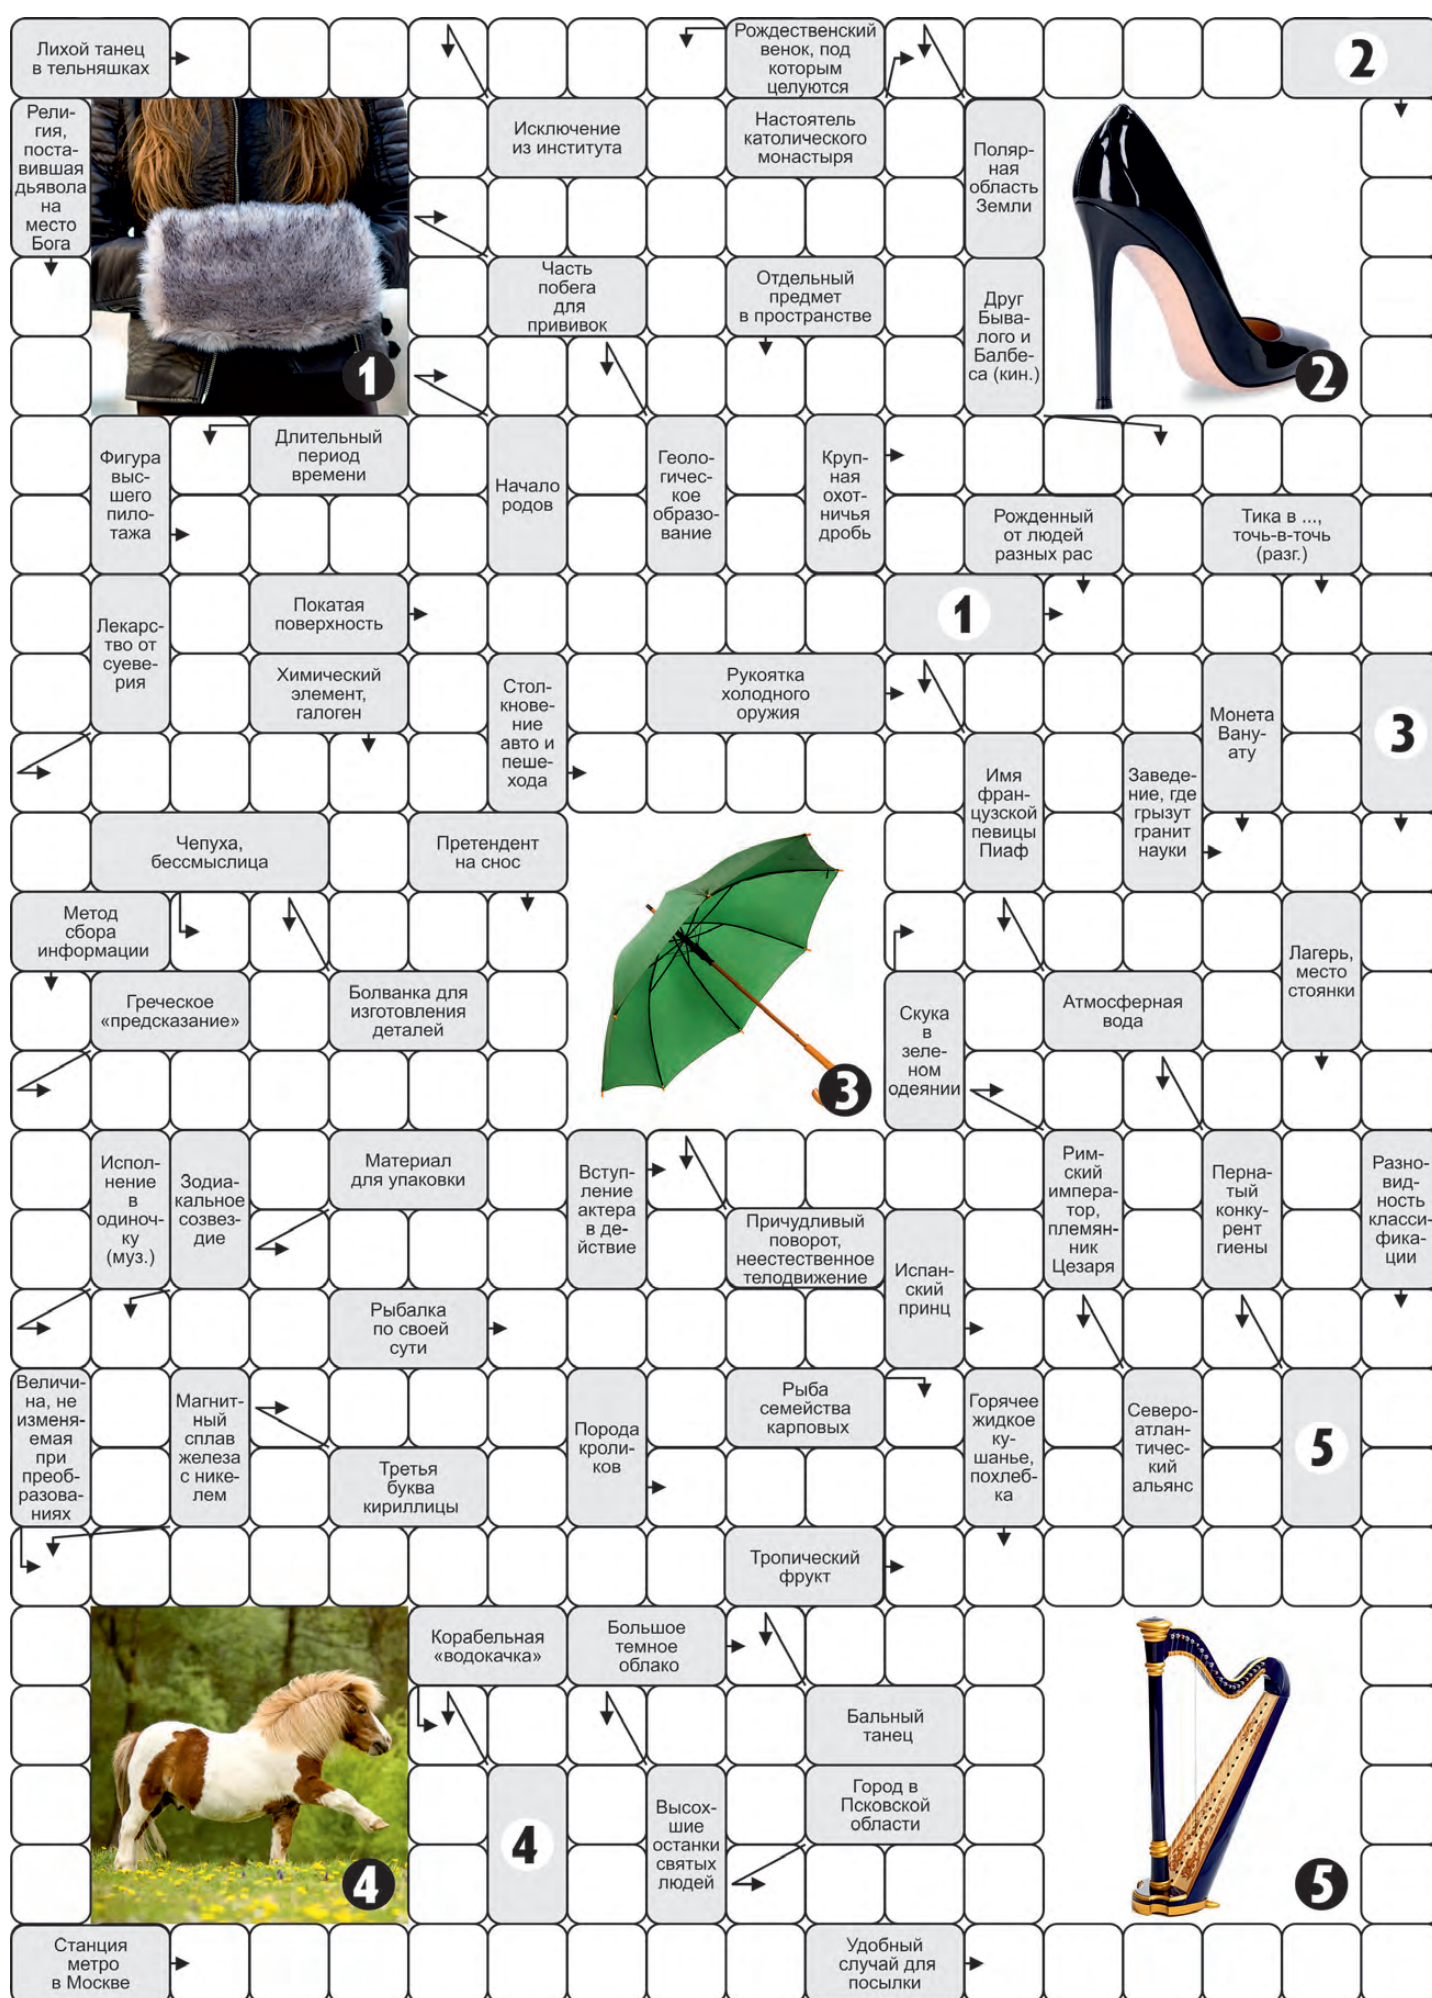 Лихой танец
в тельняшках
Рождественский
венок, под
которым
целуются
2
Рели-
гия,
поста-
вившая
дьявола
на
место
Бога
1
Исключение
из института
Настоятель
католического
монастыря
Поляр-
ная
область
Земли
2
Часть
побега
для
прививок
Отдельный
предмет
в пространстве
Друг
Быва-
лого и
Балбе-
са (кин.)
Фигура
выс-
шего
пило-
тажа
Длительный
период
времени
Начало
родов
Геоло-
гичес-
кое
образо-
вание
Круп-
ная
охот-
ничья
дробь
Рожденный
от людей
разных рас
Тика в ...,
точь-в-точь
(разг.)
Лекарс-
тво от
суеве-
рия
Покатая
поверхность
1
Химический
элемент,
галоген
Стол-
кнове-
ние
авто и
пеше-
хода
Рукоятка
холодного
оружия
Монета
Вану-
ату
3
Имя
фран-
цузской
певицы
Пиаф
Заведе-
ние, где
грызут
гранит
науки
Чепуха,
бессмыслица
Претендент
на снос
3
Метод
сбора
информации
Лагерь,
место
стоянки
Греческое
«предсказание»
Болванка для
изготовления
деталей
Скука
в
зеле-
ном
одеянии
Атмосферная
вода
Испол-
нение
в
одиноч-
ку
(муз.)
Зодиа-
кальное
созвез-
дие
Материал
для упаковки
Вступ-
ление
актера
в де-
йствие
Рим-
ский
импера-
тор,
племян-
ник
Цезаря
Перна-
тый
конку-
рент
гиены
Разно-
вид-
ность
класси-
фика-
ции
Причудливый
поворот,
неестественное
телодвижение
Испан-
ский
принц
Рыбалка
по своей
сути
Величи-
на, не
изменя-
емая
при
преоб-
разова-
ниях
Магнит-
ный
сплав
железа
с нике-
лем
Порода
кроли-
ков
Рыба
семейства
карповых
Горячее
жидкое
ку-
шанье,
похлеб-
ка
Северо-
атлан-
тичес-
кий
альянс
5
Третья
буква
кириллицы
Тропический
фрукт
4
Корабельная
«водокачка»
Большое
темное
облако
5
Бальный
танец
4
Высох-
шие
останки
святых
людей
Город в
Псковской
области
Станция
метро
в Москве
Удобный
случай для
посылки